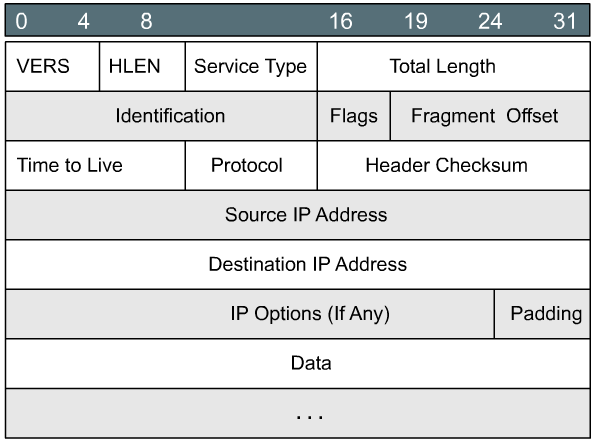 0 4 8 16 19 24 31
VERS HLEN Service Type Total Length
Identification Flags Fragment Offset
Time to Live Protocol Header Checksum
Source IP Address
Destination IP Address
IP Options (If Any) Padding
Data
...